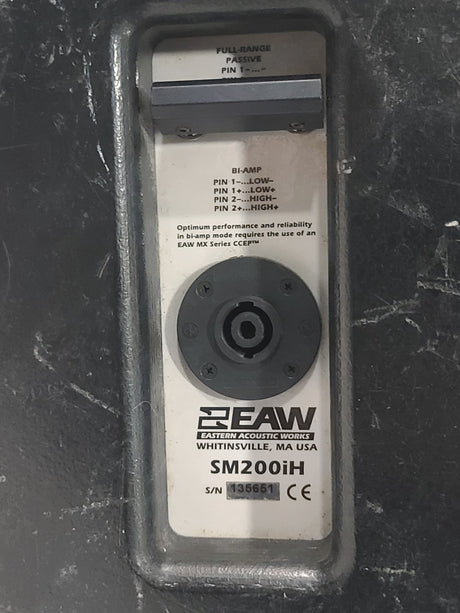 FULL-RANGE
PASSIVE
PIN 1–...–
BI-AMP
PIN 1–...LOW–
PIN 1+...LOW+
PIN 2–...HIGH–
PIN 2+...HIGH+
Optimum performance and reliability
in bi-amp mode requires the use of an
EAW MX Series CCEP™
EAW
EASTERN ACOUSTIC WORKS
WHITINSVILLE, MA USA
SM200iH
S/N 135651 CE